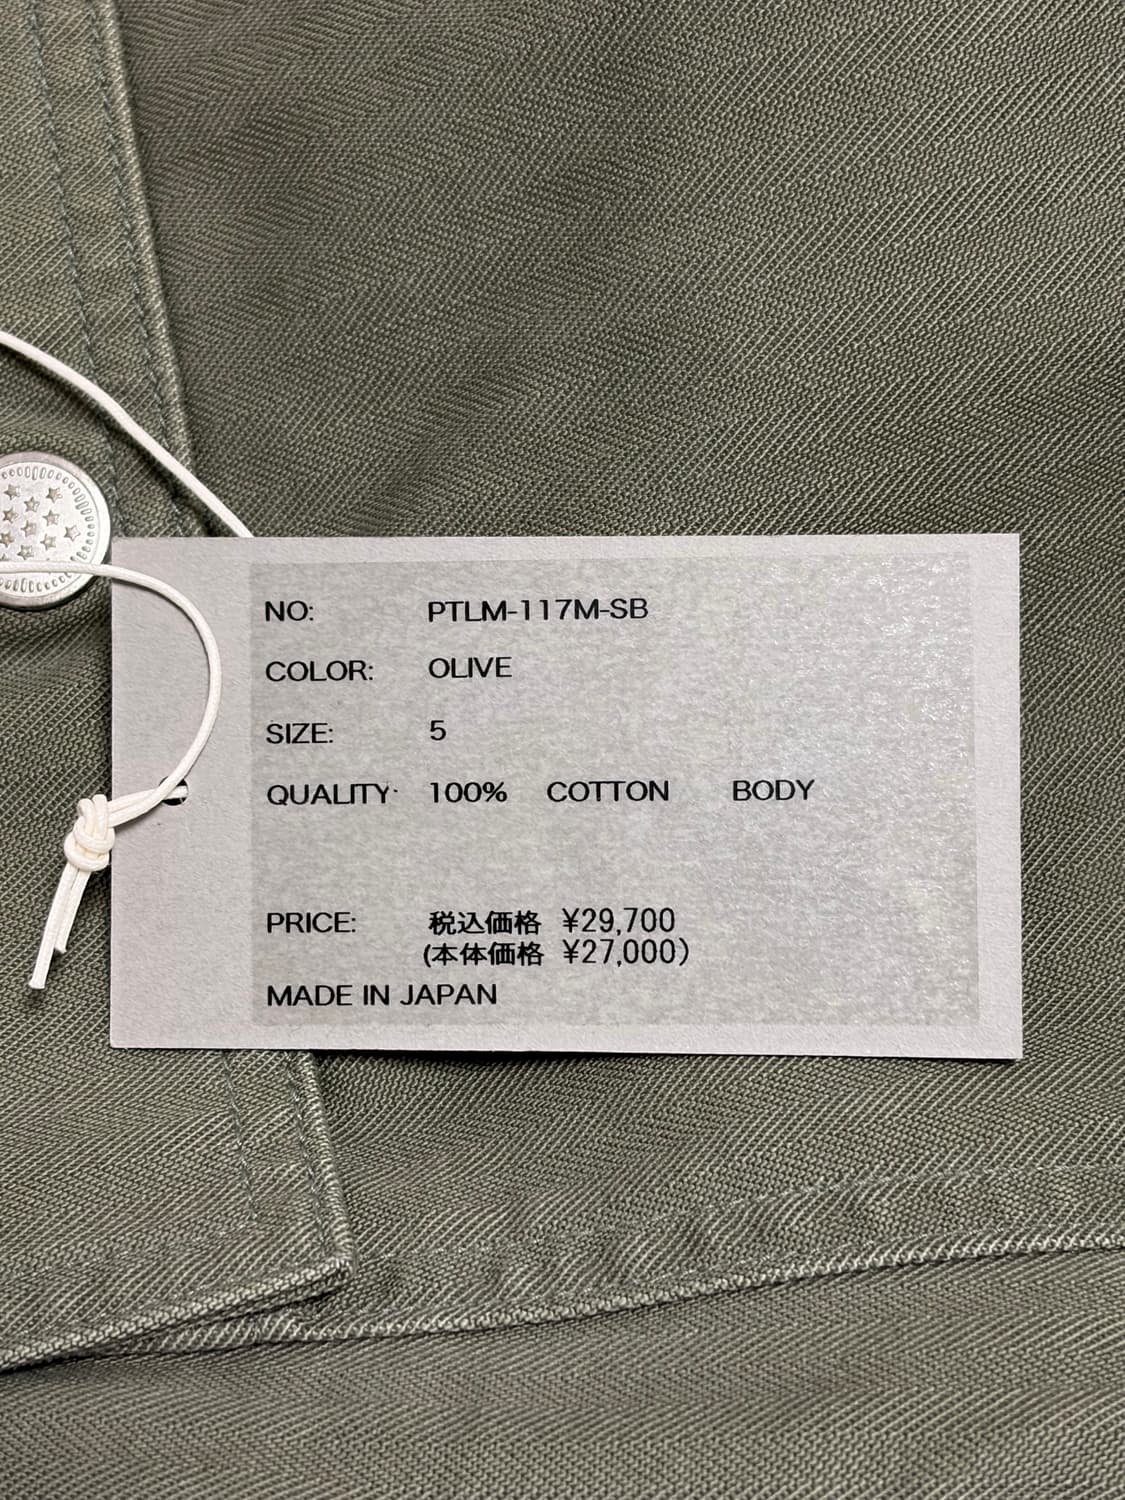 NO: PTLM-117M-SB
COLOR: OLIVE
SIZE: 5
QUALITY: 100% COTTON BODY
PRICE: 税込価格 ¥29,700
(本体価格 ¥27,000)
MADE IN JAPAN